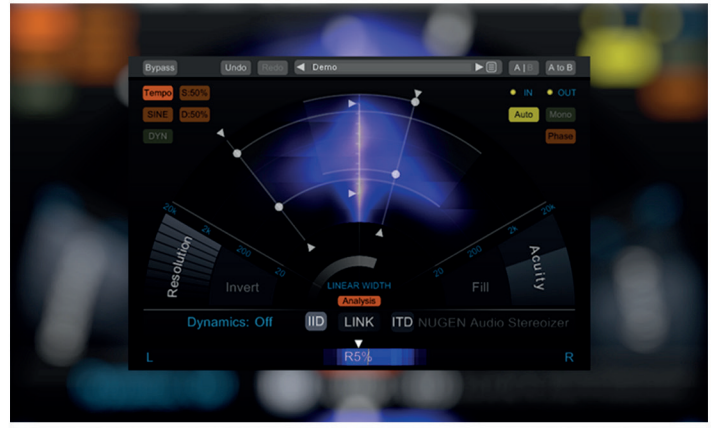 Bypass Undo Redo Demo A | B A to B
Tempo S:50% IN OUT
SINE D:50% Auto Mono
DYN Phase
20k 2k 200 20 20 200 2k 20k
Resolution Invert Fill Acuity
LINEAR WIDTH
Analysis
Dynamics: Off IID LINK ITD NUGEN Audio Stereoizer
L R5% R